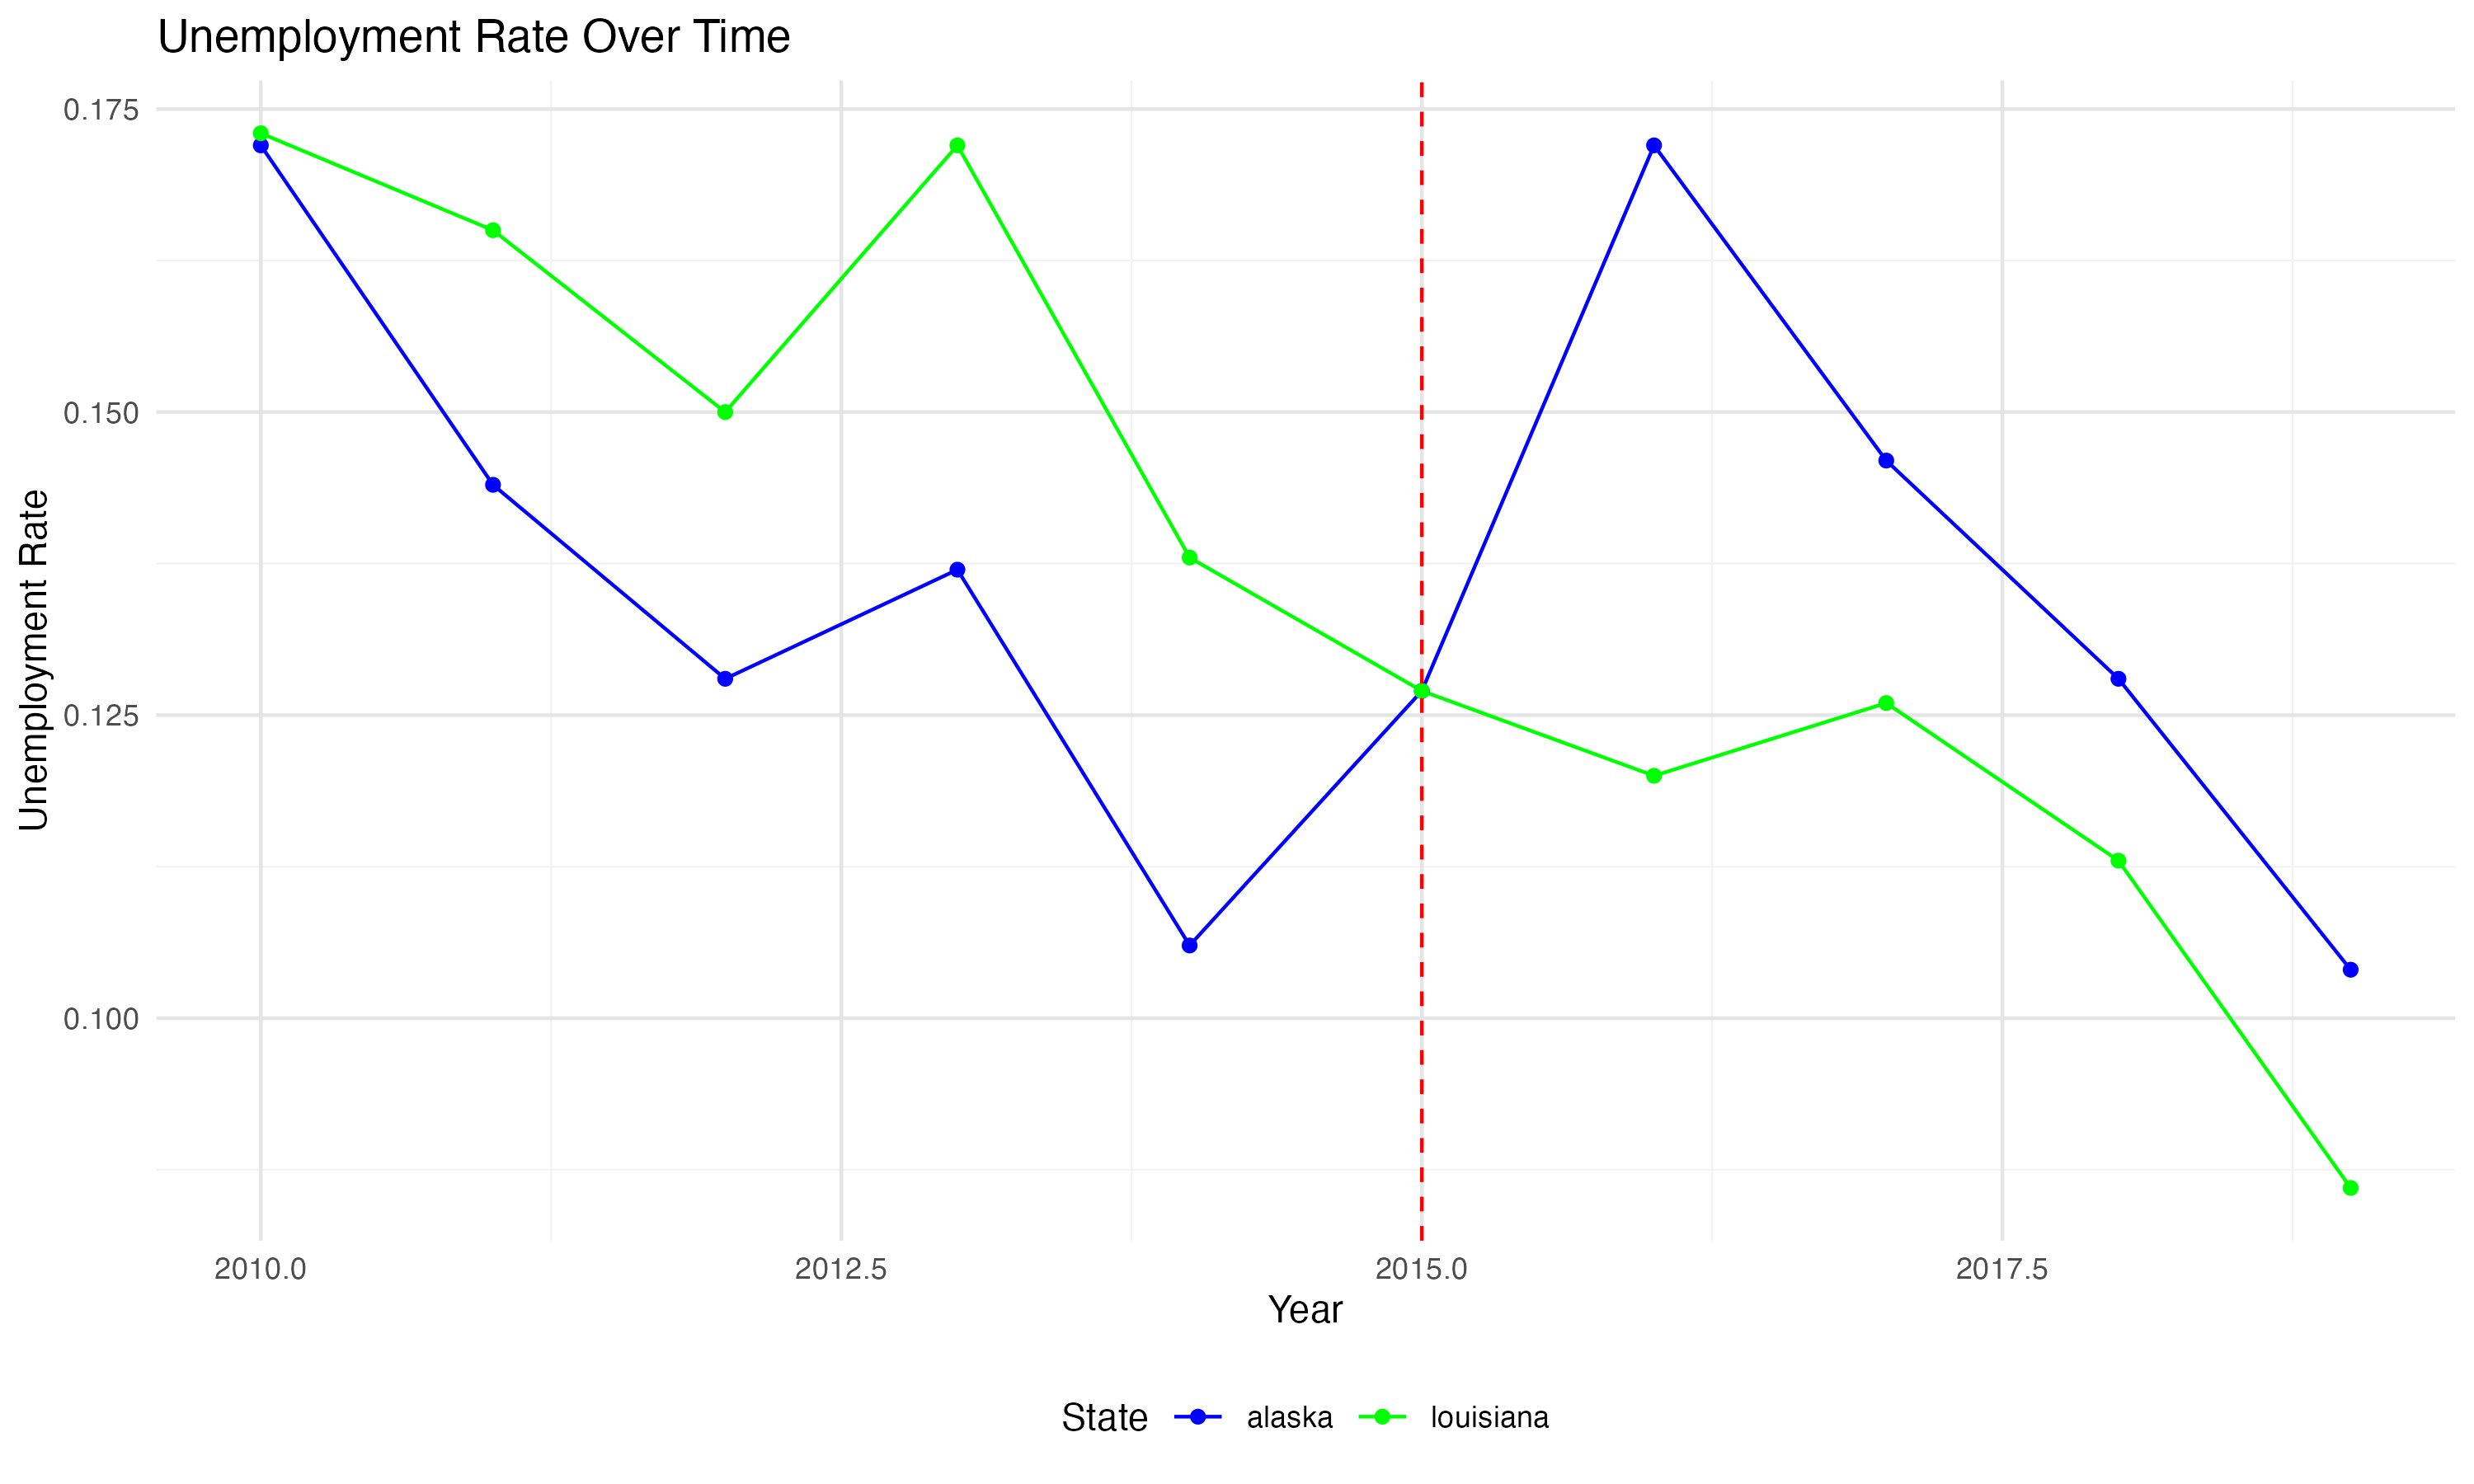 Unemployment Rate Over Time
Unemployment Rate
0.175
0.150
0.125
0.100
2010.0 2012.5 2015.0 2017.5
Year
State alaska louisiana